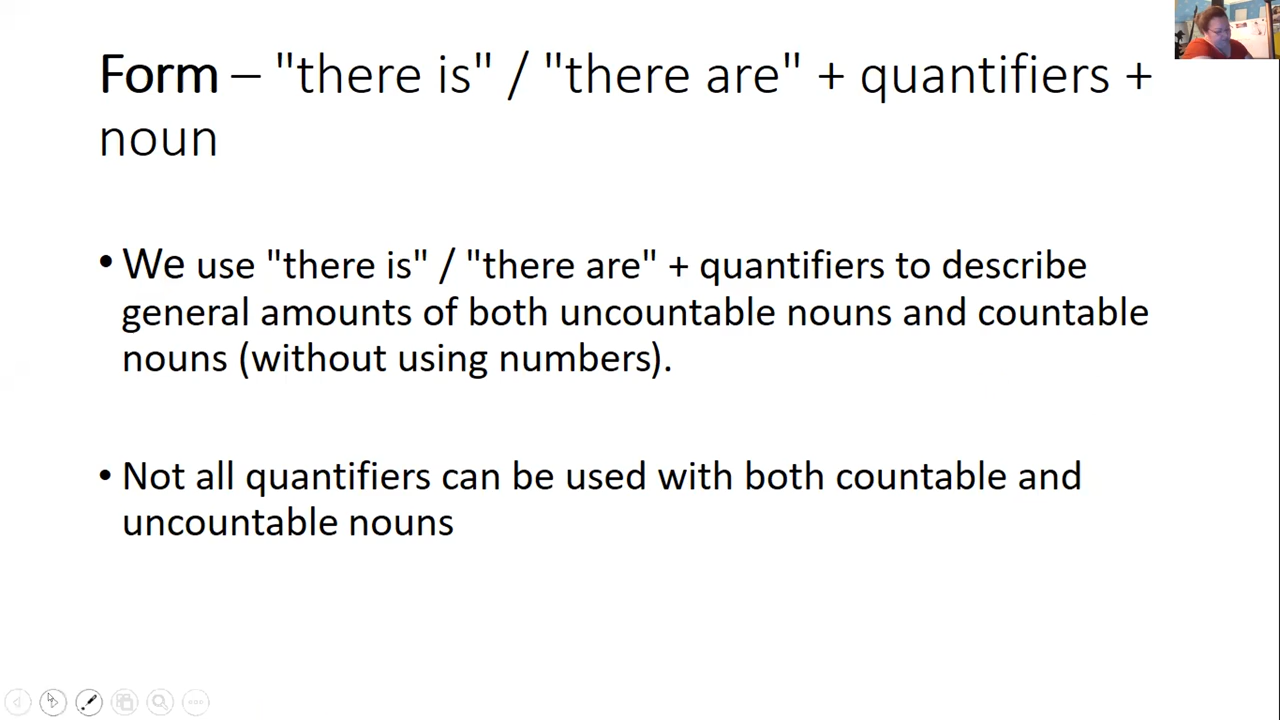 Form – "there is" / "there are" + quantifiers +
noun
• We use "there is" / "there are" + quantifiers to describe
general amounts of both uncountable nouns and countable
nouns (without using numbers).
• Not all quantifiers can be used with both countable and
uncountable nouns